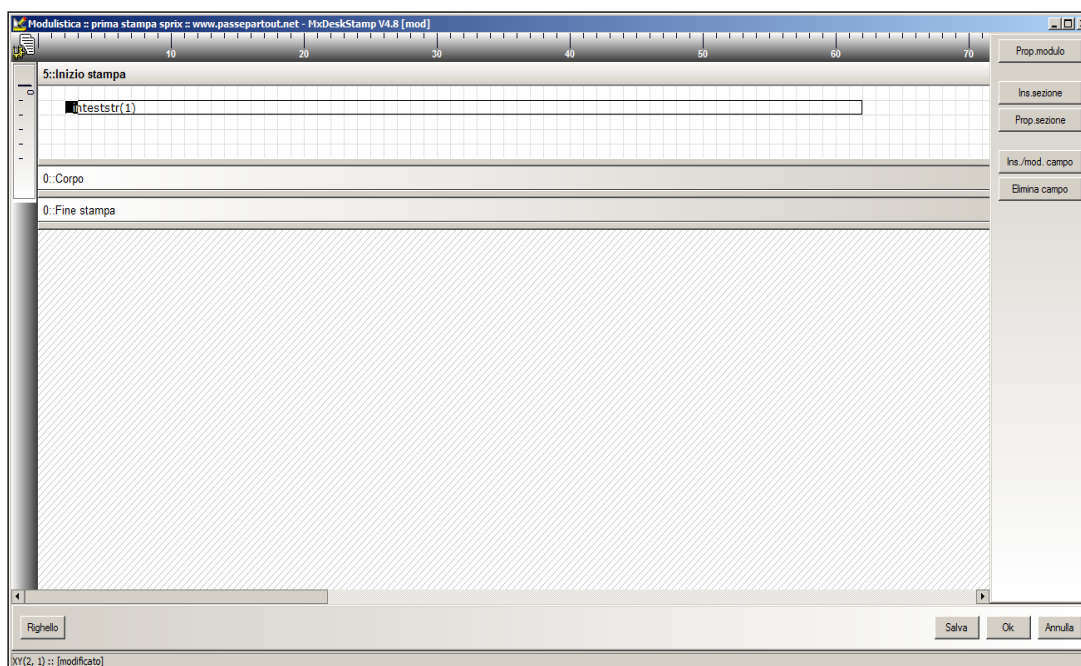 Modulistica :: prima stampa sprix :: www.passepartout.net - MxDeskStamp V4.8 [mod]
10 20 30 40 50 60 70
Prop.modulo
5::Inizio stampa
0
Ins.sezione
inteststr(1)
Prop.sezione
Ins./mod. campo
0::Corpo
Elimina campo
0::Fine stampa
Righello
Salva
Ok
Annulla
XY(2, 1) :: [modificato]